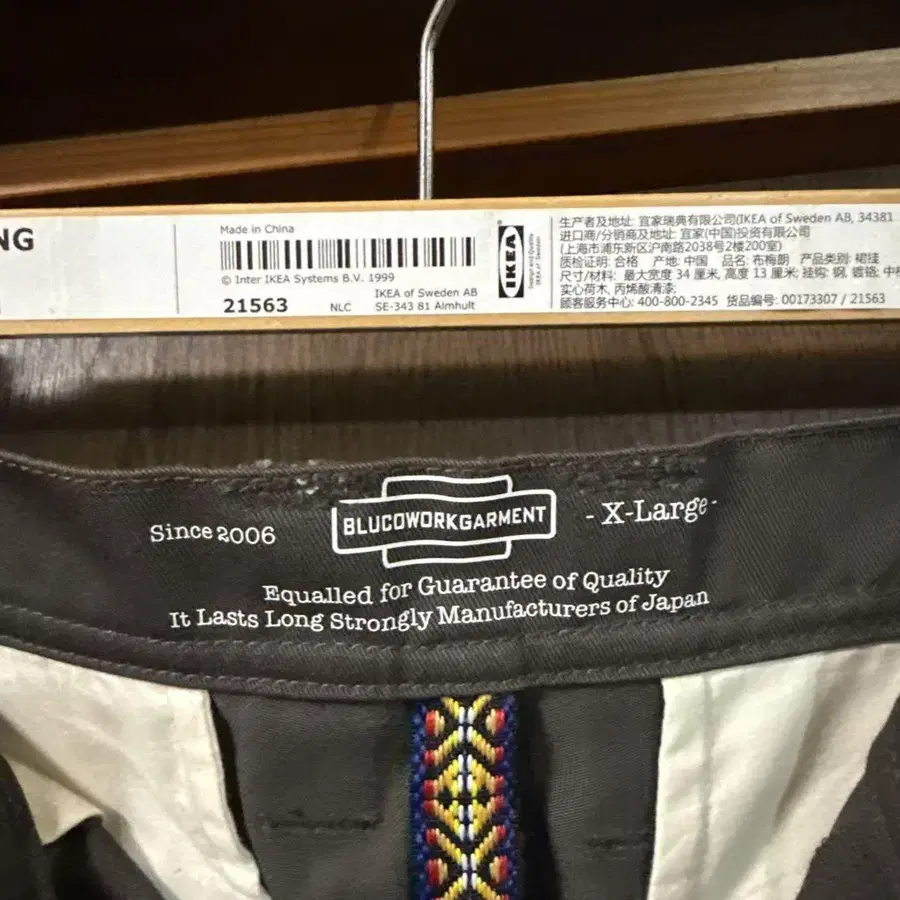 NG
Made in China
© Inter IKEA Systems B.V. 1999
21563 NLC IKEA of Sweden AB
SE-343 81 Älmhult
IKEA
生产者及地址: 宜家瑞典有限公司(IKEA of Sweden AB, 34381
进口商/分销商及地址: 宜家(中国)投资有限公司
(上海市浦东新区沪南路2038号2楼200室)
质检证明: 合格 产地: 中国 品名: 布梅朗 产品类别: 裙挂
尺寸/材料: 最大宽度 34 厘米, 高度 13 厘米; 挂钩: 钢, 镀铬;
实心荷木, 丙烯酸清漆;
顾客服务中心: 400-800-2345 货品编号: 00173307 / 21563
Since 2006
BLUCOWORKGARMENT
- X-Large -
Equalled for Guarantee of Quality
It Lasts Long Strongly Manufacturers of Japan